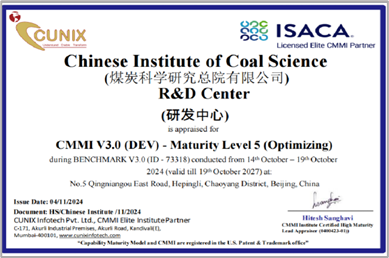 CUNIX
ISACA
Licensed Elite CMMI Partner
Chinese Institute of Coal Science
(煤炭科学研究总院有限公司)
R&D Center
(研发中心)
is appraised for
CMMI V3.0 (DEV) - Maturity Level 5 (Optimizing)
during BENCHMARK V3.0 (ID - 73318) conducted from 14th October – 19th October
2024 (valid till 19th October 2027) at:
No.5 Qingniangou East Road, Hepingli, Chaoyang District, Beijing, China
Issue Date: 04/11/2024
Document: HS/Chinese Institute /11/2024
CUNIX Infotech Pvt. Ltd., CMMI Elite Institute Partner
C-171, Akurli Industrial Premises, Akurli Road, Kandivali(E),
Mumbai-400101, www.cunixinfotech.com
Hitesh Sanghavi
CMMI Institute Certified High Maturity
Lead Appraiser (0400423-01)
"Capability Maturity Model and CMMI are registered in the U.S. Patent & Trademark office"